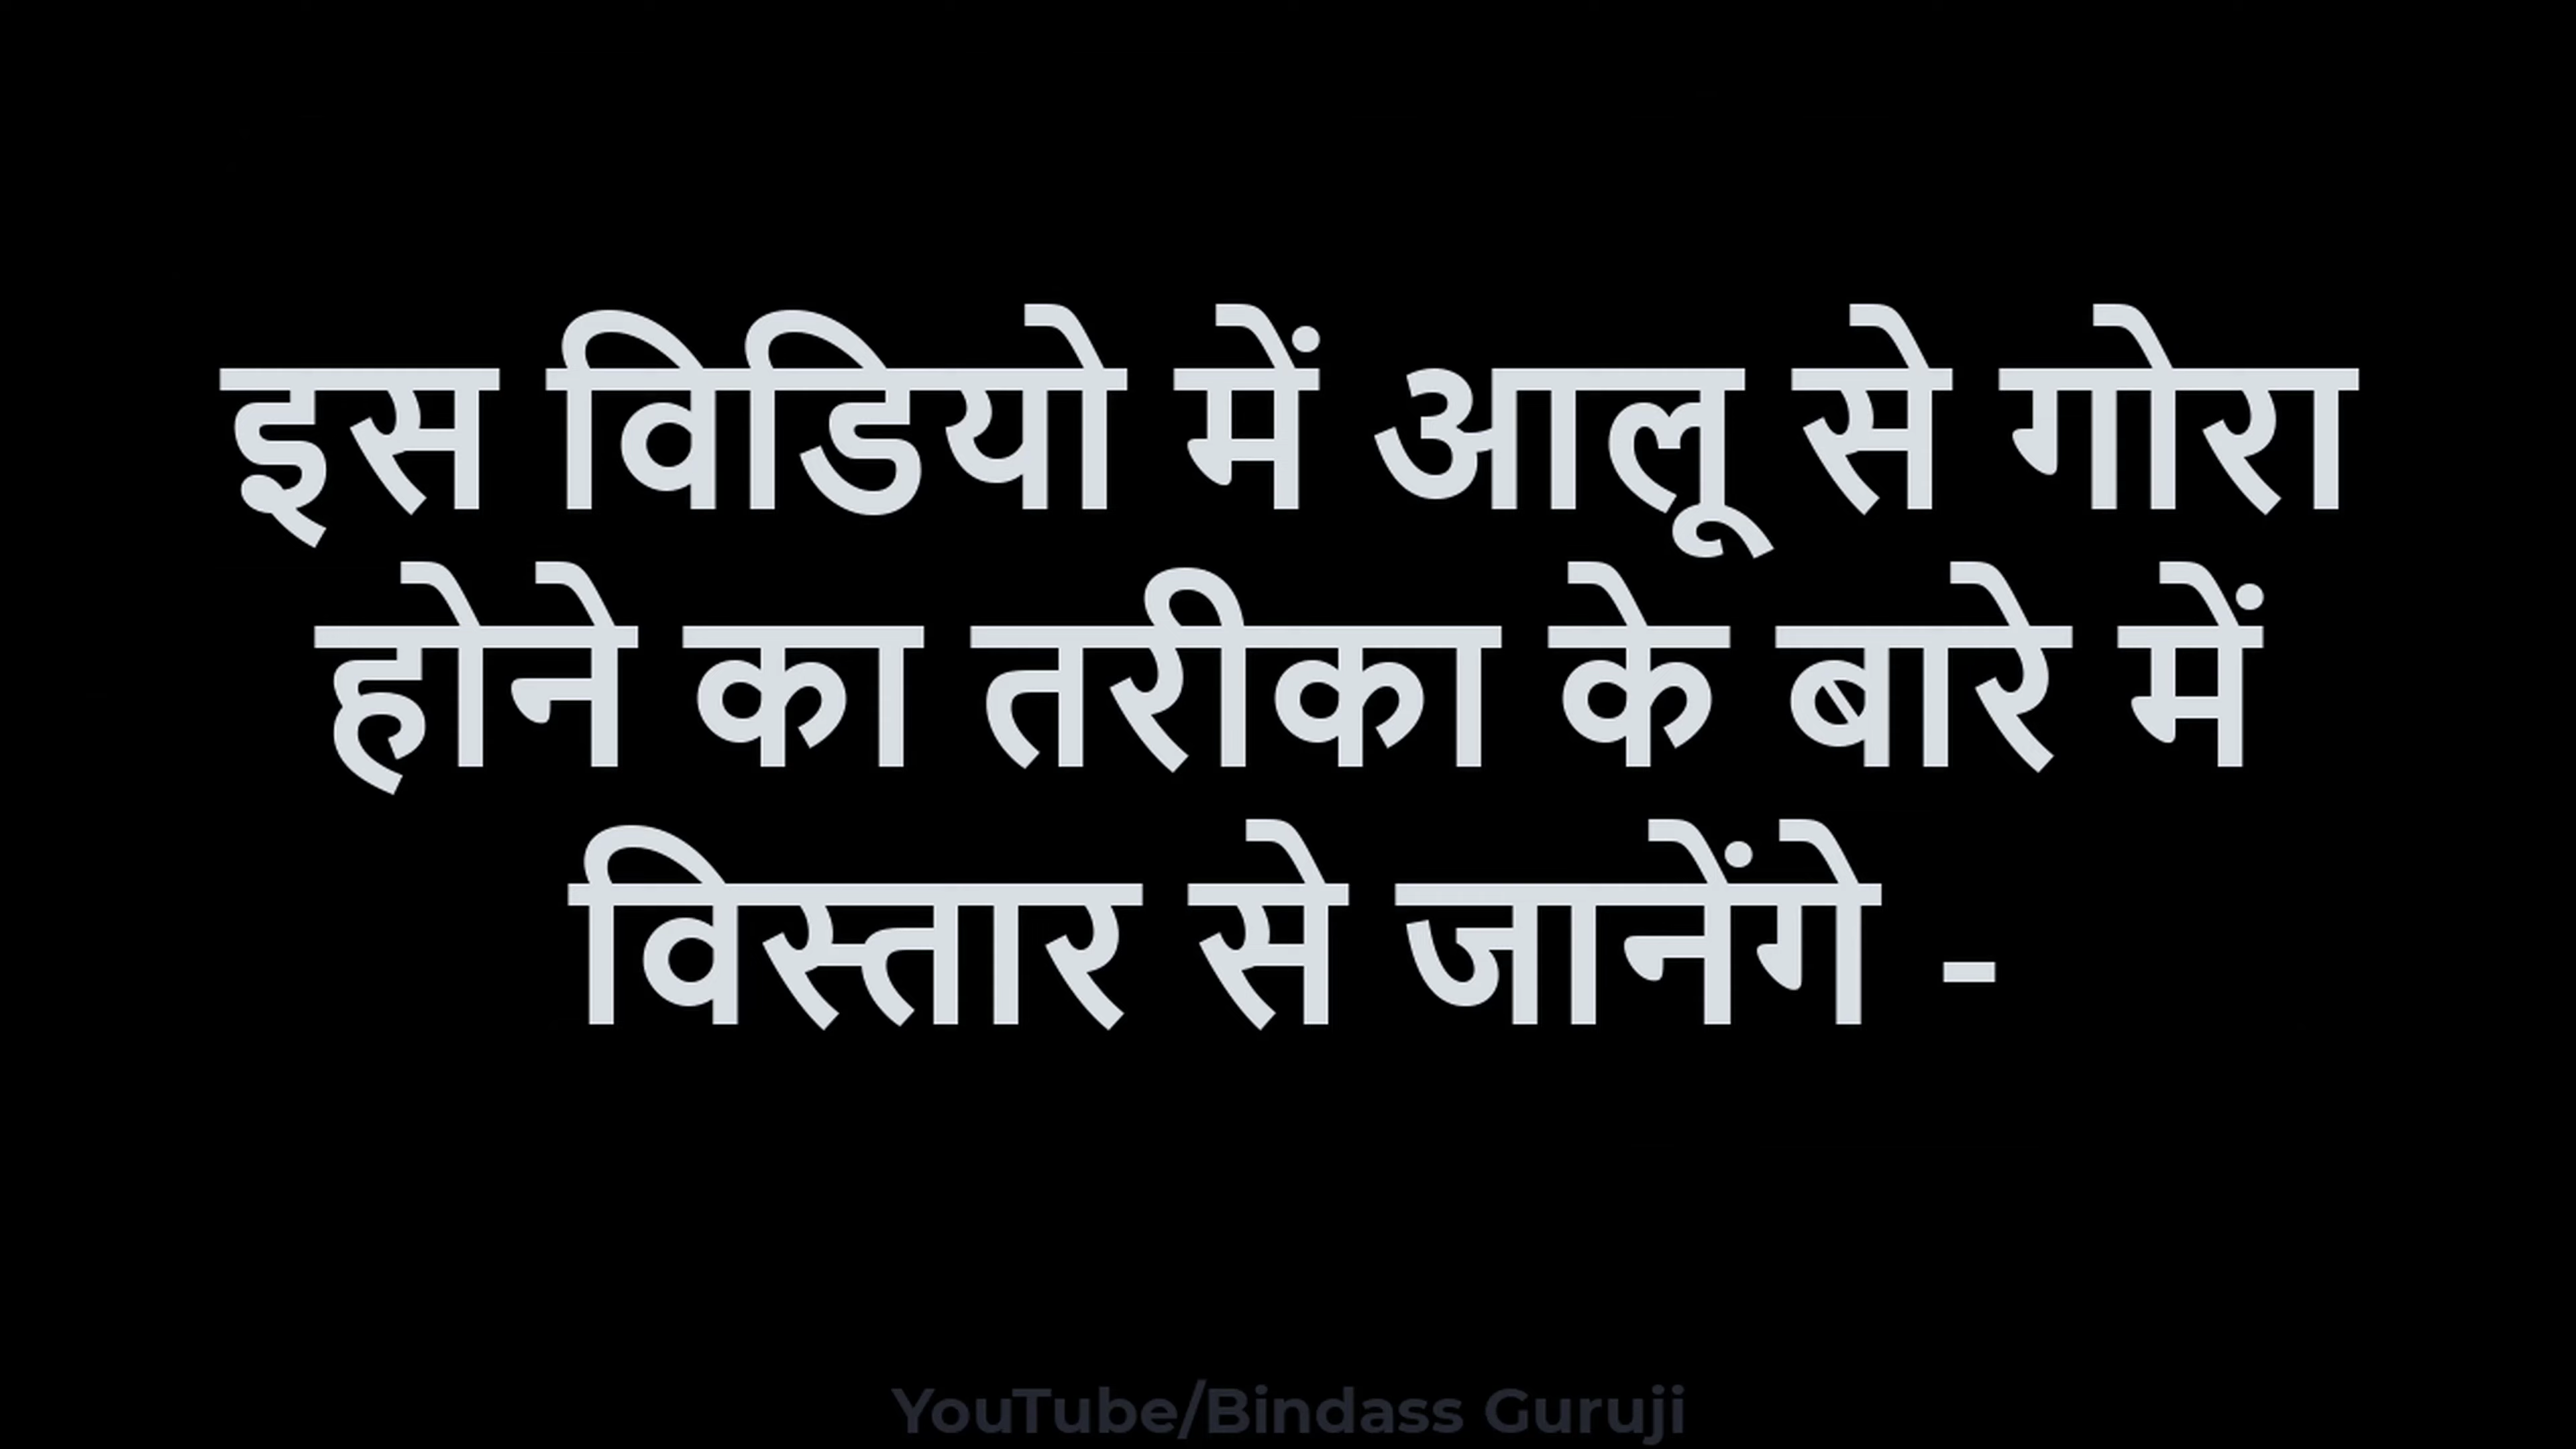 इस विडियो में आलू से गोरा
होने का तरीका के बारे में
विस्तार से जानेंगे -
YouTube/Bindass Guruji